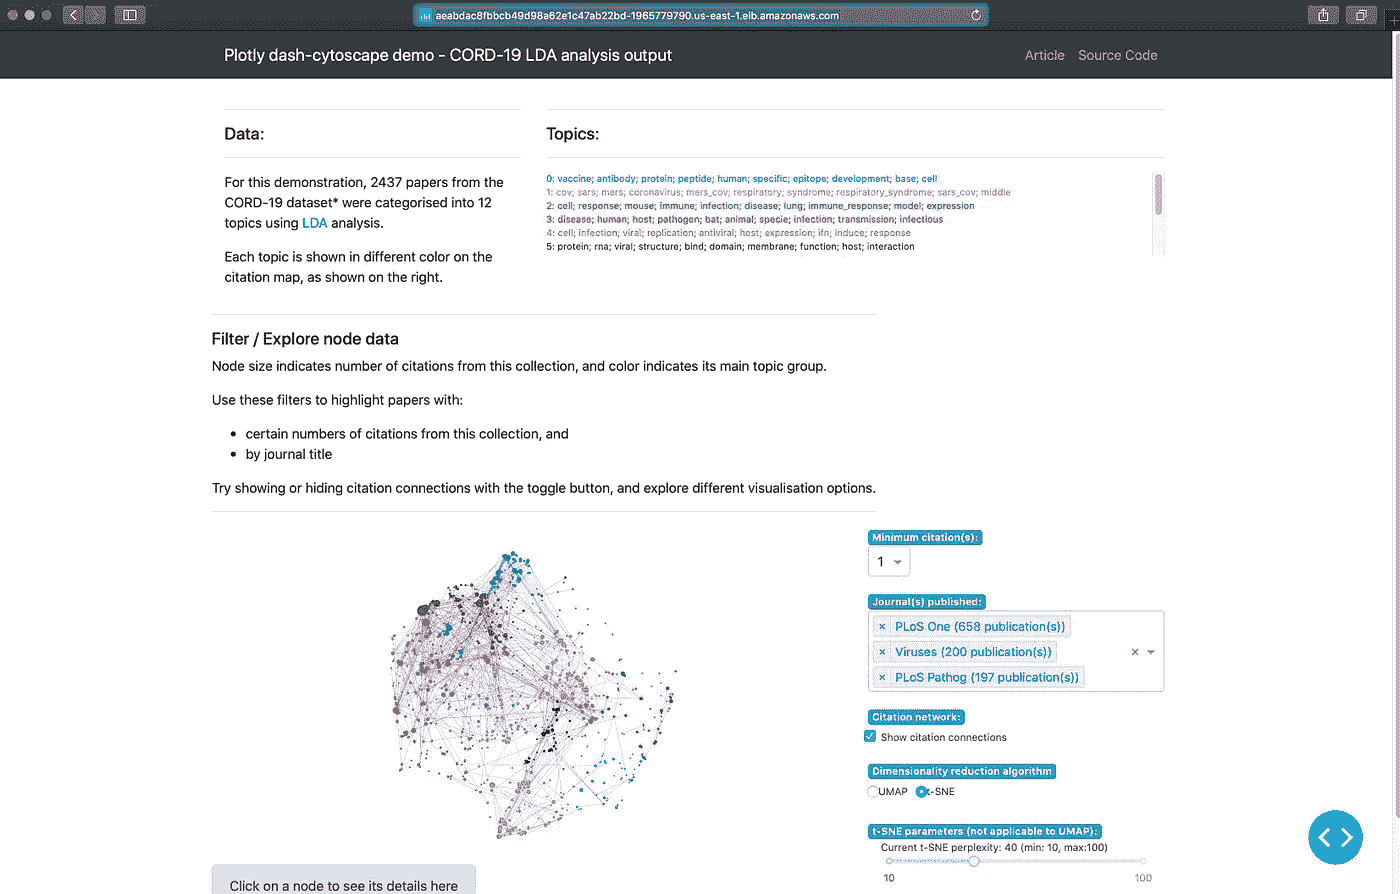 aeabdac8fbbcb49d98a62e1c47ab22bd-1965779790.us-east-1.elb.amazonaws.com
Plotly dash-cytoscape demo - CORD-19 LDA analysis output
Article Source Code
Data:
For this demonstration, 2437 papers from the
CORD-19 dataset* were categorised into 12
topics using LDA analysis.
Each topic is shown in different color on the
citation map, as shown on the right.
Topics:
0: vaccine; antibody; protein; peptide; human; specific; epitope; development; base; cell
1: cov; sars; mers; coronavirus; mers_cov; respiratory; syndrome; respiratory_syndrome; sars_cov; middle
2: cell; response; mouse; immune; infection; disease; lung; immune_response; model; expression
3: disease; human; host; pathogen; bat; animal; specie; infection; transmission; infectious
4: cell; infection; viral; replication; antiviral; host; expression; ifn; induce; response
5: protein; rna; viral; structure; bind; domain; membrane; function; host; interaction
Filter / Explore node data
Node size indicates number of citations from this collection, and color indicates its main topic group.
Use these filters to highlight papers with:
• certain numbers of citations from this collection, and
• by journal title
Try showing or hiding citation connections with the toggle button, and explore different visualisation options.
Minimum citation(s):
1
Journal(s) published:
× PLoS One (658 publication(s))
× Viruses (200 publication(s))
× PLoS Pathog (197 publication(s))
Citation network:
Show citation connections
Dimensionality reduction algorithm
UMAP t-SNE
t-SNE parameters (not applicable to UMAP):
Current t-SNE perplexity: 40 (min: 10, max:100)
10 100
Click on a node to see its details here